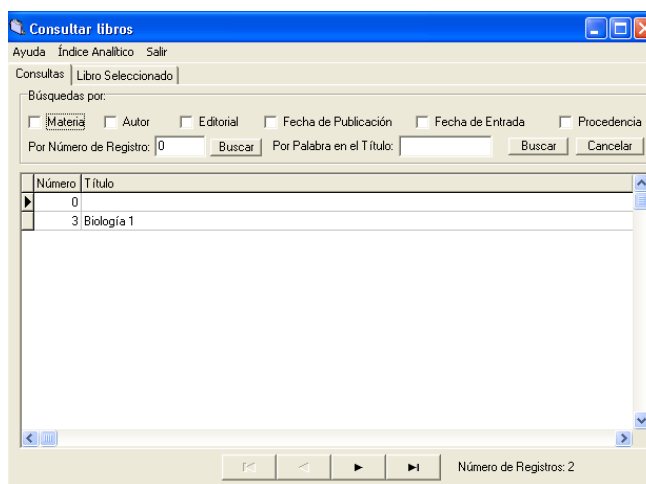 Consultar libros
Ayuda Índice Analítico Salir
Consultas Libro Seleccionado
Búsquedas por:
Materia Autor Editorial Fecha de Publicación Fecha de Entrada Procedencia
Por Número de Registro: 0 Buscar Por Palabra en el Título: Buscar Cancelar
Número Título
0
3 Biología 1
Número de Registros: 2